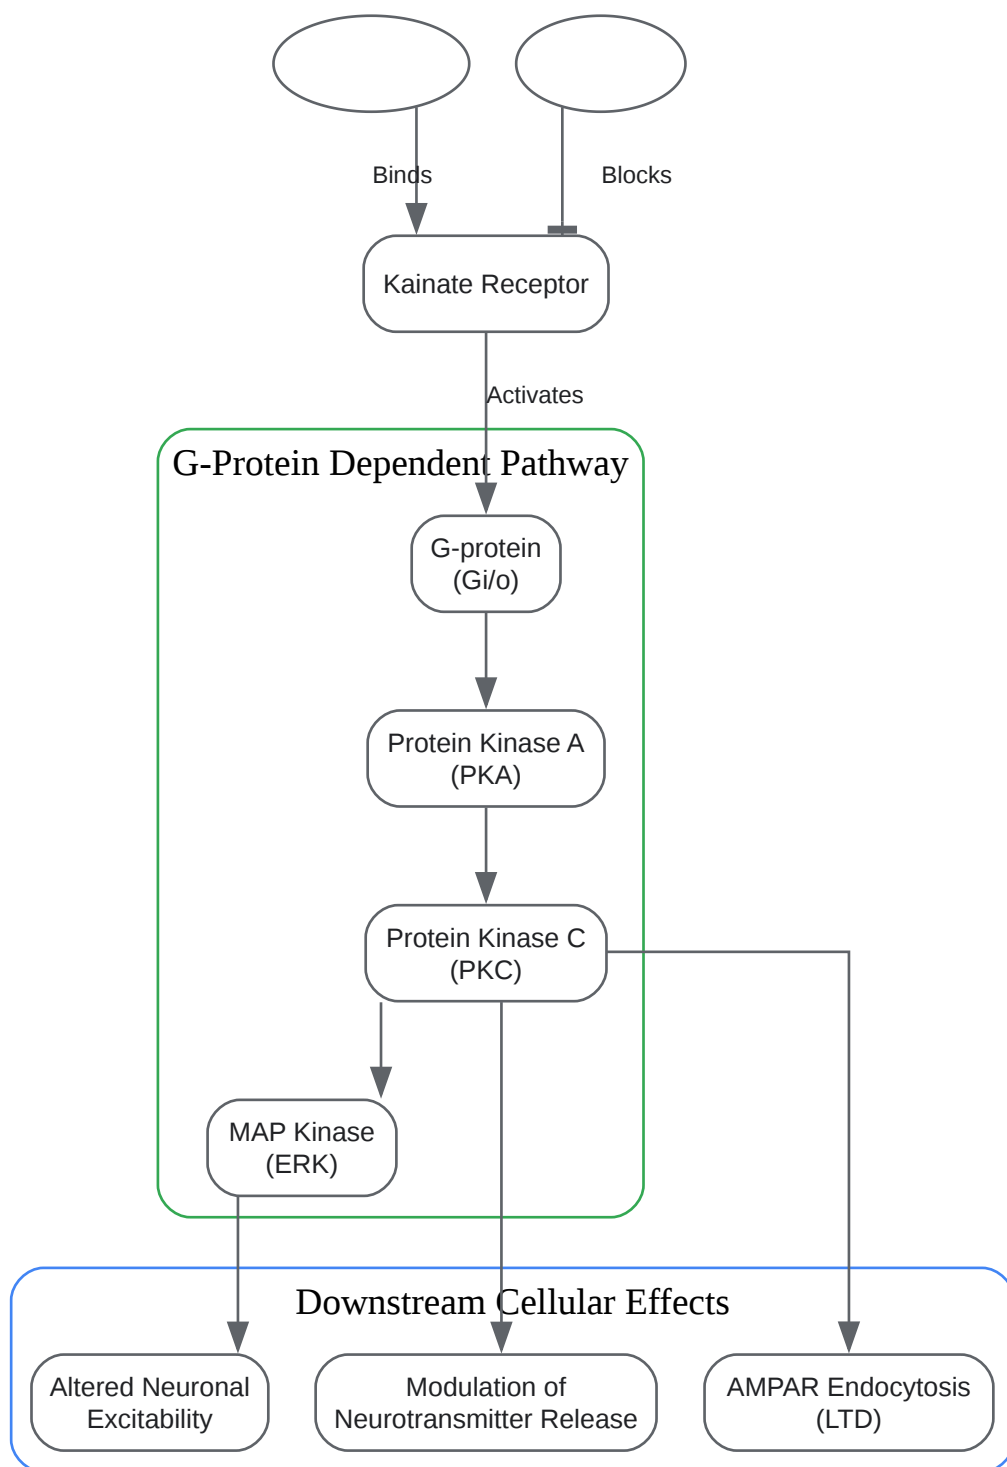 Binds
Blocks
Kainate Receptor
Activates
G-Protein Dependent Pathway
G-protein
(Gi/o)
Protein Kinase A
(PKA)
Protein Kinase C
(PKC)
MAP Kinase
(ERK)
Downstream Cellular Effects
Altered Neuronal
Excitability
Modulation of
Neurotransmitter Release
AMPAR Endocytosis
(LTD)